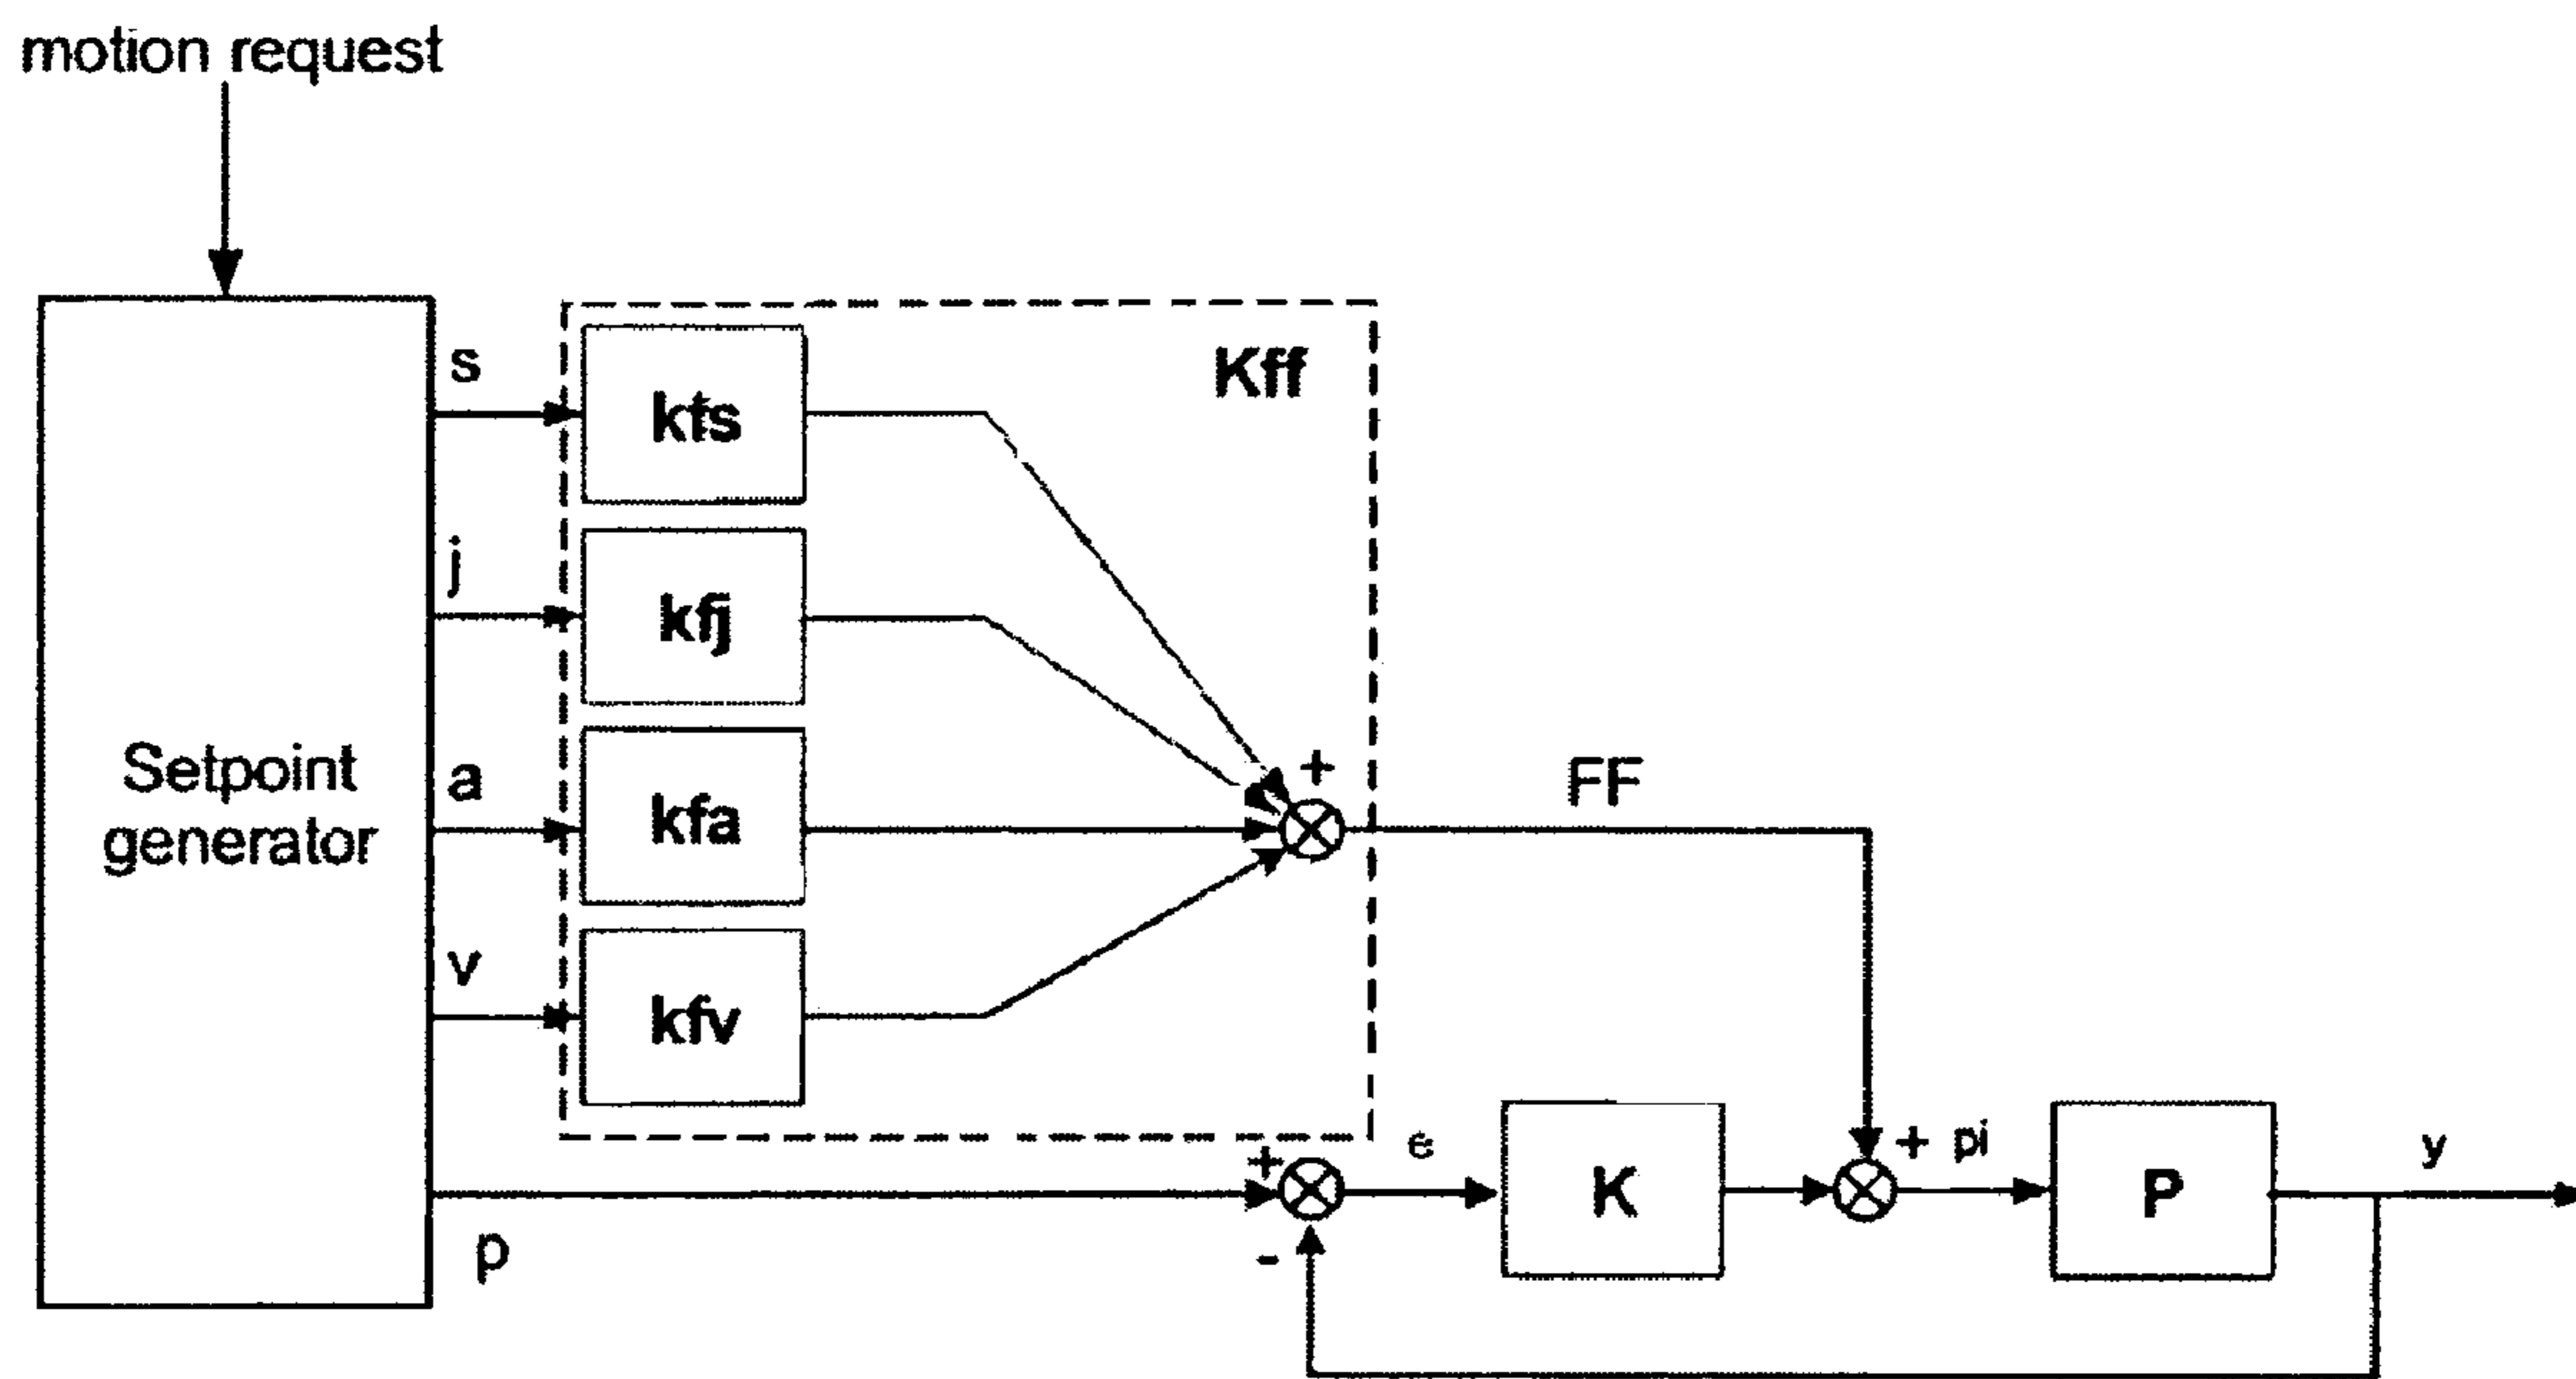 motion request
s
kfs
Kff
j
kfj
Setpoint
generator
a
kfa
+
FF
v
kfv
p
+
-
e
K
+
pi
P
y